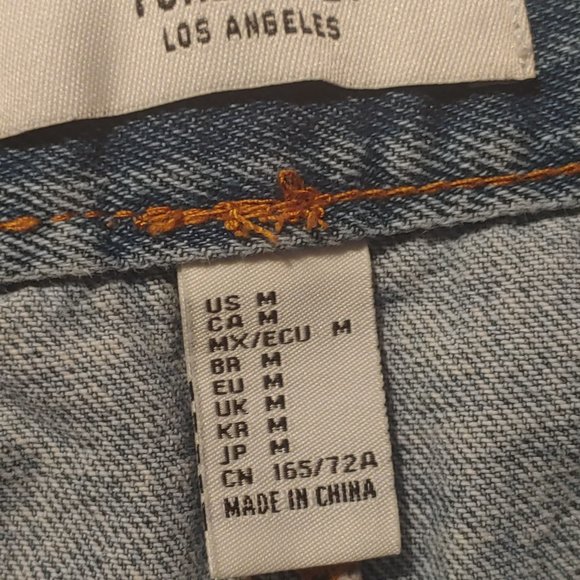 LOS ANGELES
US M
CA M
MX/ECU M
BR M
EU M
UK M
KR M
JP M
CN 165/72A
MADE IN CHINA